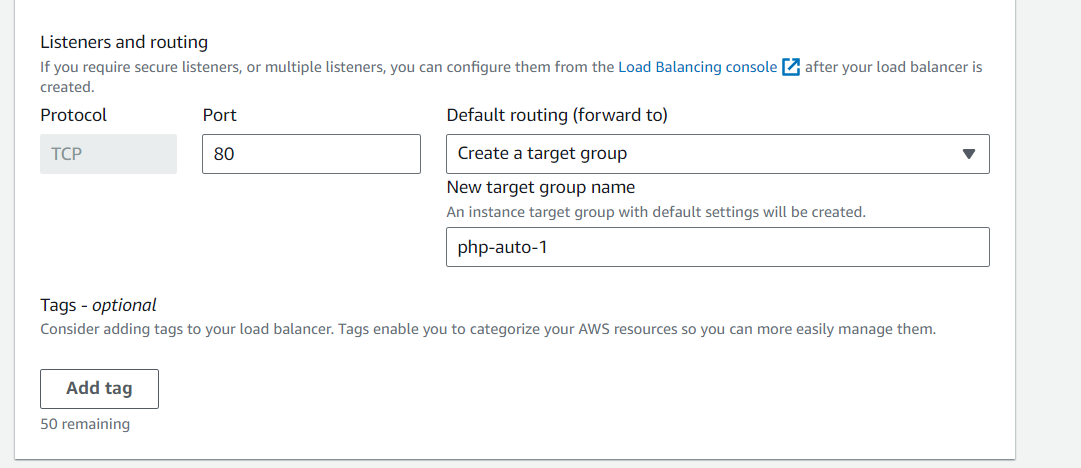 Listeners and routing
If you require secure listeners, or multiple listeners, you can configure them from the Load Balancing console after your load balancer is
created.
Protocol Port Default routing (forward to)
TCP 80 Create a target group
New target group name
An instance target group with default settings will be created.
php-auto-1
Tags - optional
Consider adding tags to your load balancer. Tags enable you to categorize your AWS resources so you can more easily manage them.
Add tag
50 remaining